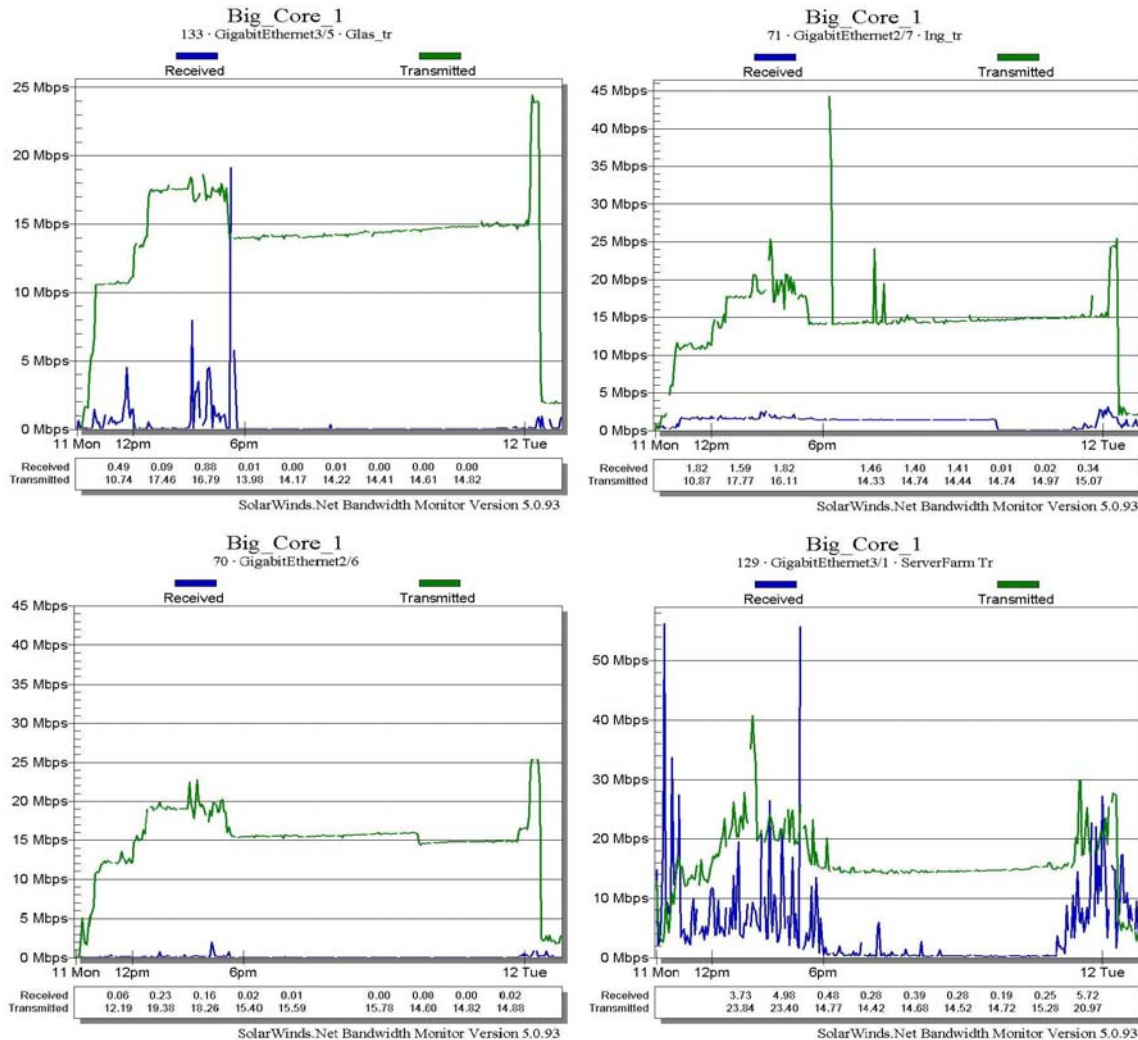 Big_Core_1
133 · GigabitEthernet3/5 · Glas_tr
Received Transmitted
25 Mbps
20 Mbps
15 Mbps
10 Mbps
5 Mbps
0 Mbps
11 Mon 12pm 6pm 12 Tue
Received 0.49 0.09 0.88 0.01 0.00 0.01 0.00 0.00 0.00
Transmitted 10.74 17.46 16.79 13.98 14.17 14.22 14.41 14.61 14.82
SolarWinds.Net Bandwidth Monitor Version 5.0.93
Big_Core_1
71 · GigabitEthernet2/7 · Ing_tr
Received Transmitted
45 Mbps
40 Mbps
35 Mbps
30 Mbps
25 Mbps
20 Mbps
15 Mbps
10 Mbps
5 Mbps
0 Mbps
11 Mon 12pm 6pm 12 Tue
Received 1.82 1.59 1.82 1.46 1.40 1.41 0.01 0.02 0.34
Transmitted 10.87 17.77 16.11 14.33 14.74 14.44 14.74 14.97 15.07
SolarWinds.Net Bandwidth Monitor Version 5.0.93
Big_Core_1
70 · GigabitEthernet2/6
Received Transmitted
45 Mbps
40 Mbps
35 Mbps
30 Mbps
25 Mbps
20 Mbps
15 Mbps
10 Mbps
5 Mbps
0 Mbps
11 Mon 12pm 6pm 12 Tue
Received 0.06 0.23 0.16 0.02 0.01 0.00 0.00 0.00 0.02
Transmitted 12.19 19.38 18.26 15.40 15.59 15.78 14.60 14.82 14.88
SolarWinds.Net Bandwidth Monitor Version 5.0.93
Big_Core_1
129 · GigabitEthernet3/1 · ServerFarm Tr
Received Transmitted
50 Mbps
40 Mbps
30 Mbps
20 Mbps
10 Mbps
0 Mbps
11 Mon 12pm 6pm 12 Tue
Received 3.73 4.98 0.48 0.28 0.39 0.28 0.19 0.25 5.72
Transmitted 23.84 23.40 14.77 14.42 14.68 14.52 14.72 15.28 20.97
SolarWinds.Net Bandwidth Monitor Version 5.0.93